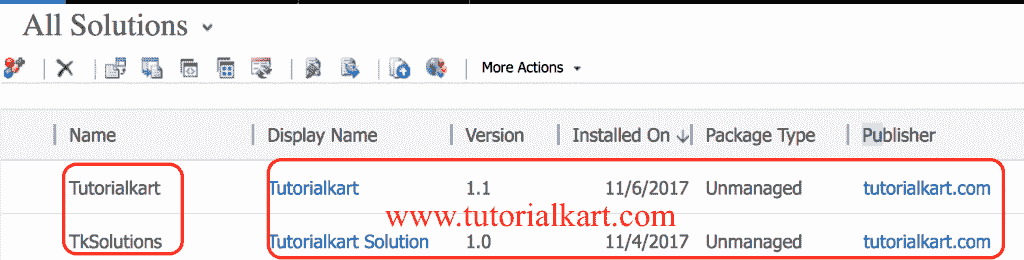 All Solutions
More Actions
Name Display Name Version Installed On Package Type Publisher
Tutorialkart Tutorialkart 1.1 11/6/2017 Unmanaged tutorialkart.com
www.tutorialkart.com
TkSolutions Tutorialkart Solution 1.0 11/4/2017 Unmanaged tutorialkart.com